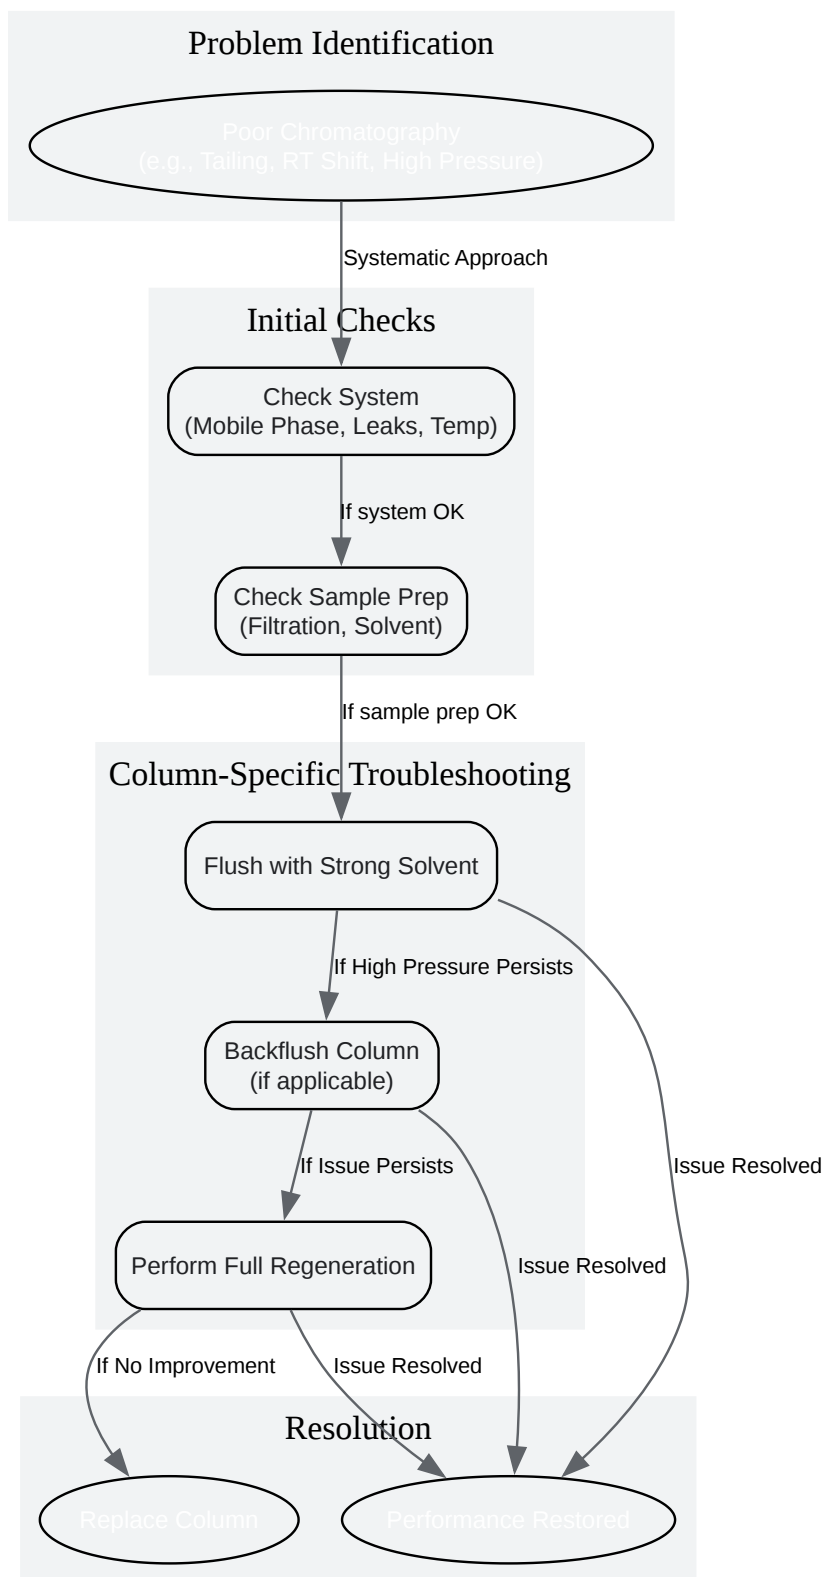 Problem Identification
Poor Chromatography
(e.g., Tailing, RT Shift, High Pressure)
Systematic Approach
Initial Checks
Check System
(Mobile Phase, Leaks, Temp)
If system OK
Check Sample Prep
(Filtration, Solvent)
If sample prep OK
Column-Specific Troubleshooting
Flush with Strong Solvent
If High Pressure Persists
Backflush Column
(if applicable)
If Issue Persists
Issue Resolved
Perform Full Regeneration
Issue Resolved
If No Improvement
Issue Resolved
Resolution
Replace Column
Performance Restored